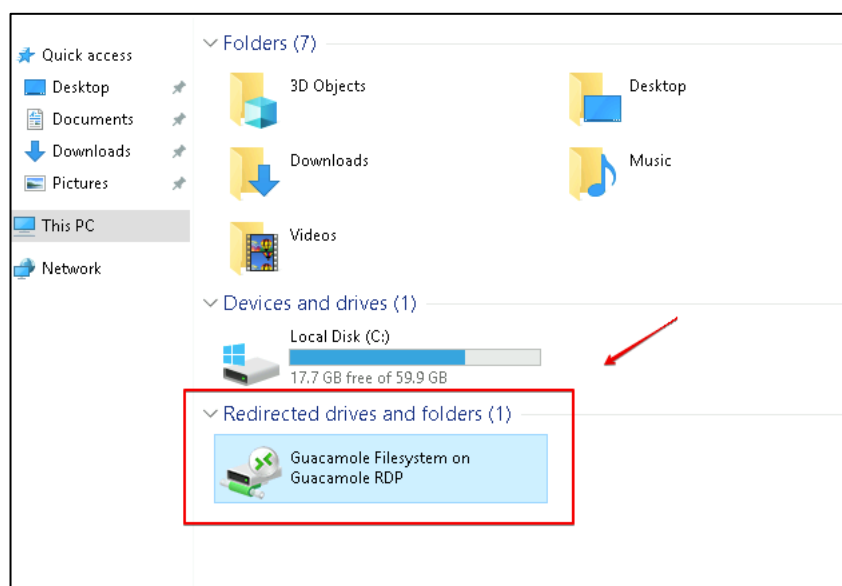 Quick access
Desktop
Documents
Downloads
Pictures
This PC
Network
Folders (7)
3D Objects
Desktop
Downloads
Music
Videos
Devices and drives (1)
Local Disk (C:)
17.7 GB free of 59.9 GB
Redirected drives and folders (1)
Guacamole Filesystem on
Guacamole RDP